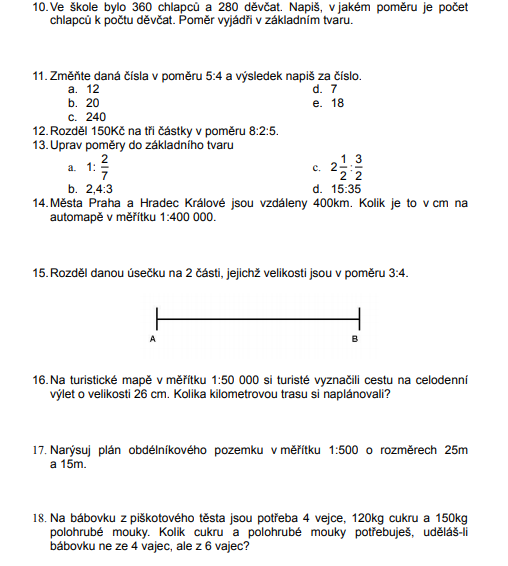 10. Ve škole bylo 360 chlapců a 280 děvčat. Napiš, v jakém poměru je počet
chlapců k počtu děvčat. Poměr vyjádři v základním tvaru.
11. Změňte daná čísla v poměru 5:4 a výsledek napiš za číslo.
a. 12
b. 20
c. 240
d. 7
e. 18
12. Rozděl 150Kč na tři částky v poměru 8:2:5.
13. Uprav poměry do základního tvaru
a. 1: 2/7
b. 2,4:3
c. 2 1/2 : 3/2
d. 15:35
14. Města Praha a Hradec Králové jsou vzdáleny 400km. Kolik je to v cm na
automapě v měřítku 1:400 000.
15. Rozděl danou úsečku na 2 části, jejichž velikosti jsou v poměru 3:4.
A B
16. Na turistické mapě v měřítku 1:50 000 si turisté vyznačili cestu na celodenní
výlet o velikosti 26 cm. Kolika kilometrovou trasu si naplánovali?
17. Narýsuj plán obdélníkového pozemku v měřítku 1:500 o rozměrech 25m
a 15m.
18. Na bábovku z piškotového těsta jsou potřeba 4 vejce, 120kg cukru a 150kg
polohrubé mouky. Kolik cukru a polohrubé mouky potřebuješ, uděláš-li
bábovku ne ze 4 vajec, ale z 6 vajec?